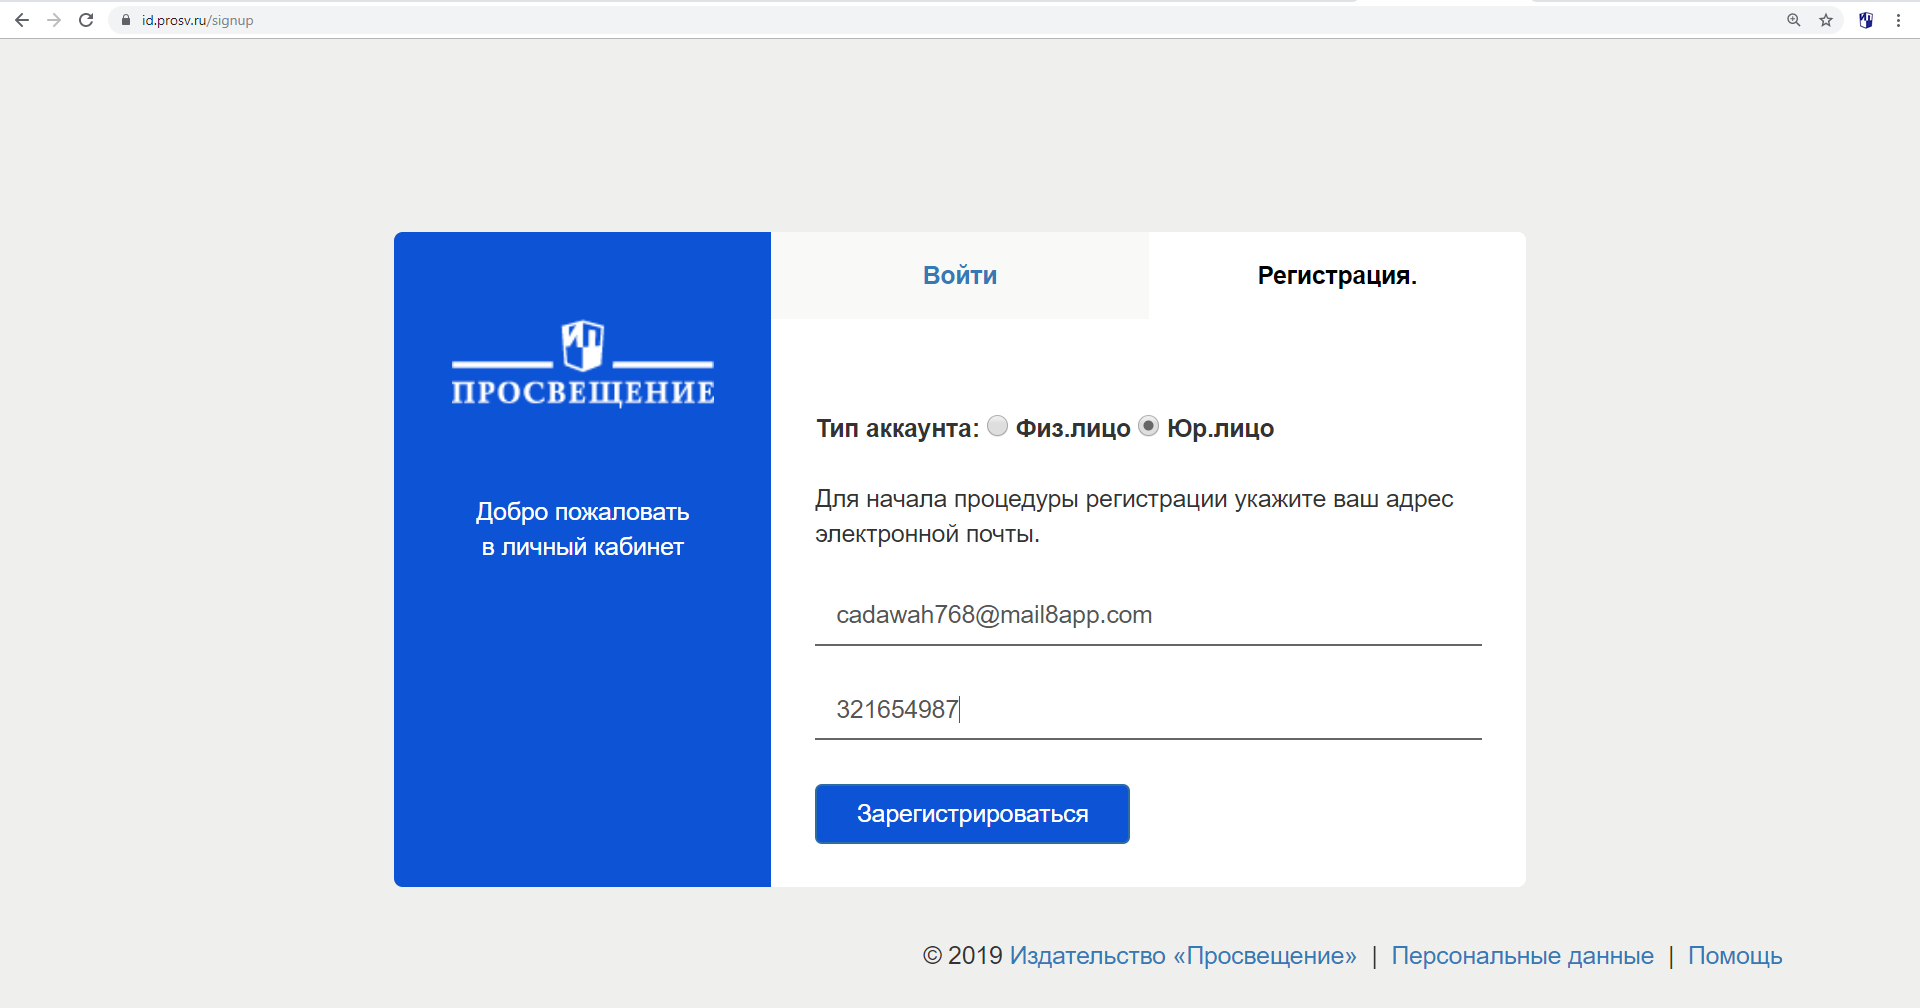 id.prosv.ru/signup
Войти
Регистрация.
ИП
ПРОСВЕЩЕНИЕ
Добро пожаловать
в личный кабинет
Тип аккаунта: Физ.лицо Юр.лицо
Для начала процедуры регистрации укажите ваш адрес
электронной почты.
cadawah768@mail8app.com
321654987
Зарегистрироваться
© 2019 Издательство «Просвещение» | Персональные данные | Помощь